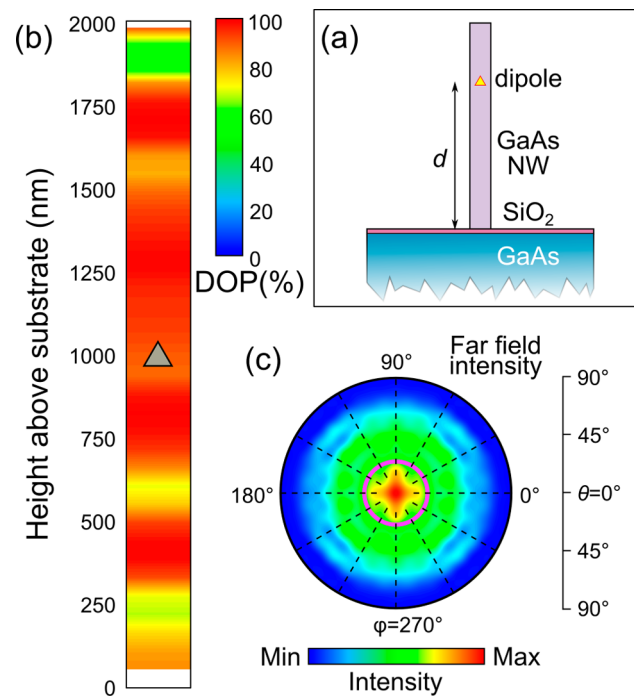 (b)
Height above substrate (nm)
2000
1750
1500
1250
1000
750
500
250
0
100
80
60
40
20
0
DOP(%)
(a)
dipole
d
GaAs
NW
SiO₂
GaAs
(c)
Far field
intensity
90°
180°
0°
φ=270°
90°
45°
θ=0°
45°
90°
Min
Max
Intensity